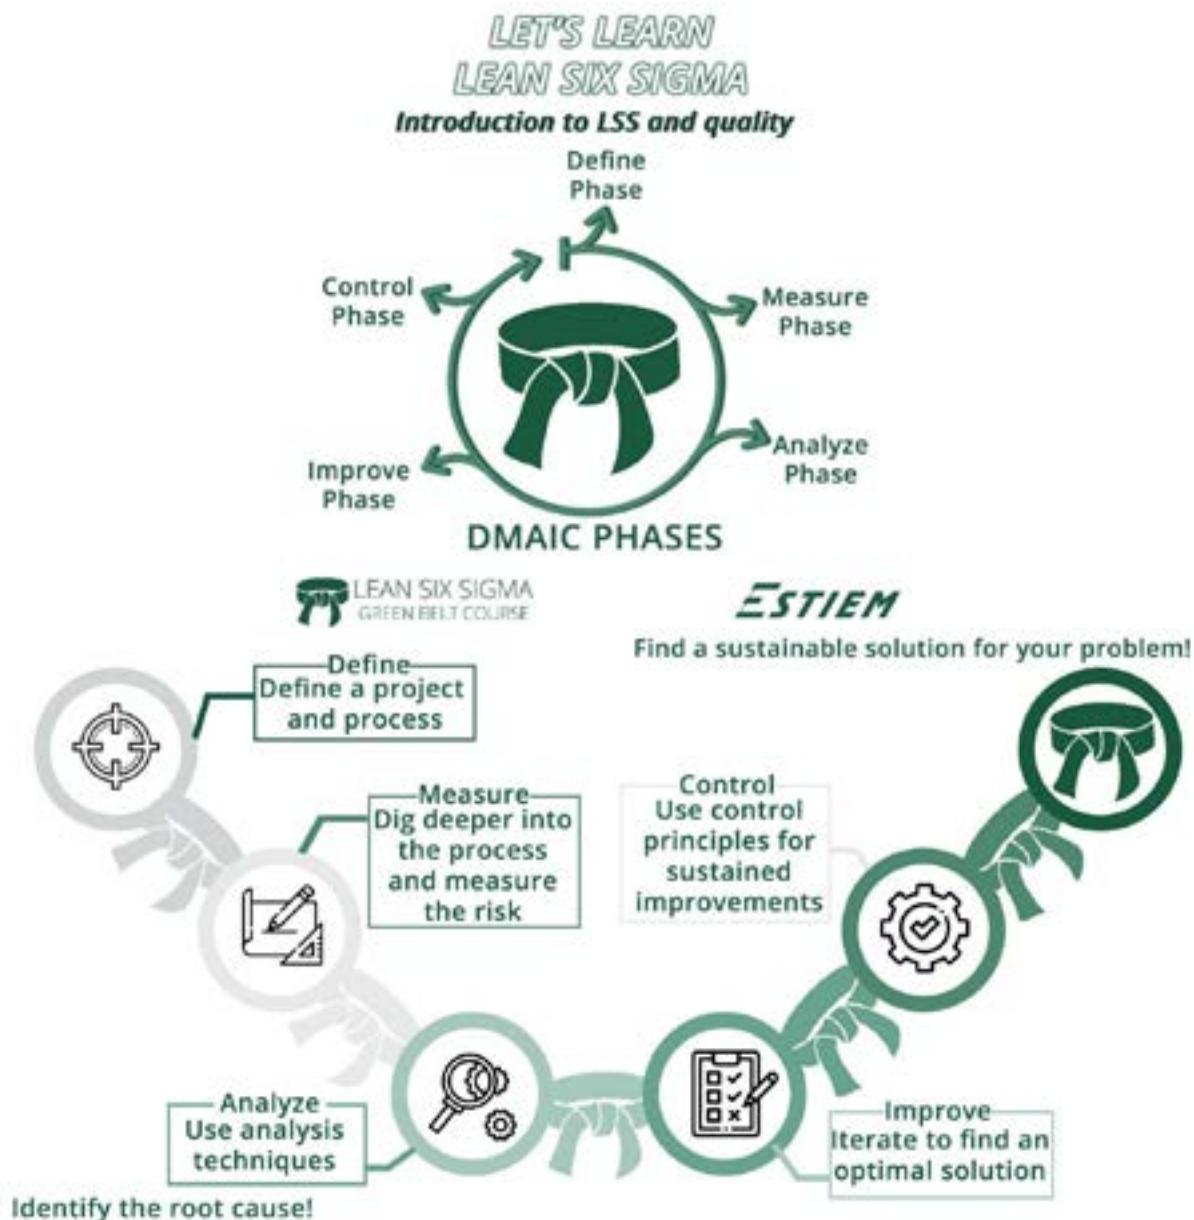 LET'S LEARN
LEAN SIX SIGMA
Introduction to LSS and quality
Define
Phase
Control
Phase
Measure
Phase
Improve
Phase
Analyze
Phase
DMAIC PHASES
LEAN SIX SIGMA
GREEN BELT COURSE
ESTIEM
Find a sustainable solution for your problem!
Define
Define a project
and process
Measure
Dig deeper into
the process
and measure
the risk
Control
Use control
principles for
sustained
improvements
Analyze
Use analysis
techniques
Improve
Iterate to find an
optimal solution
Identify the root cause!